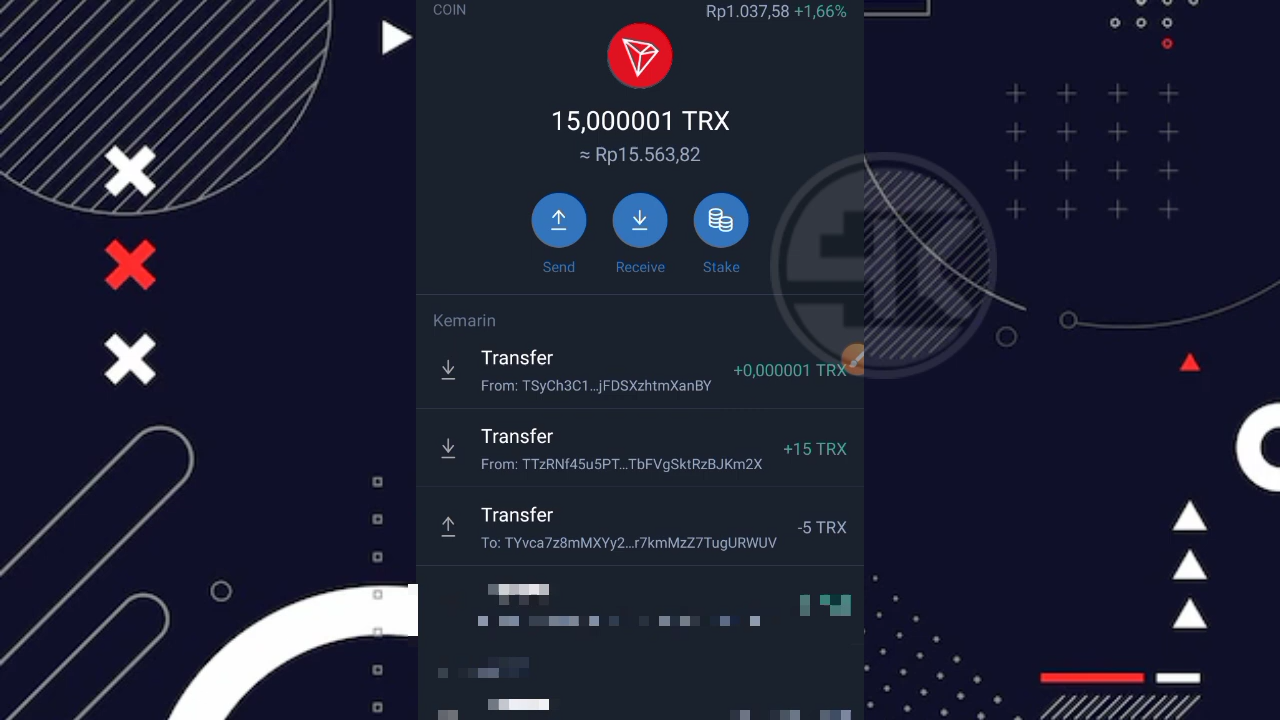 COIN
Rp1.037,58 +1,66%
15,000001 TRX
≈ Rp15.563,82
Send
Receive
Stake
Kemarin
Transfer
+0,000001 TRX
From: TSyCh3C1...jFDSXzhtmXanBY
Transfer
+15 TRX
From: TTzRNf45u5PT...TbFVgSktRzBJKm2X
Transfer
-5 TRX
To: TYvca7z8mMXYy2...r7kmMzZ7TugURWUV